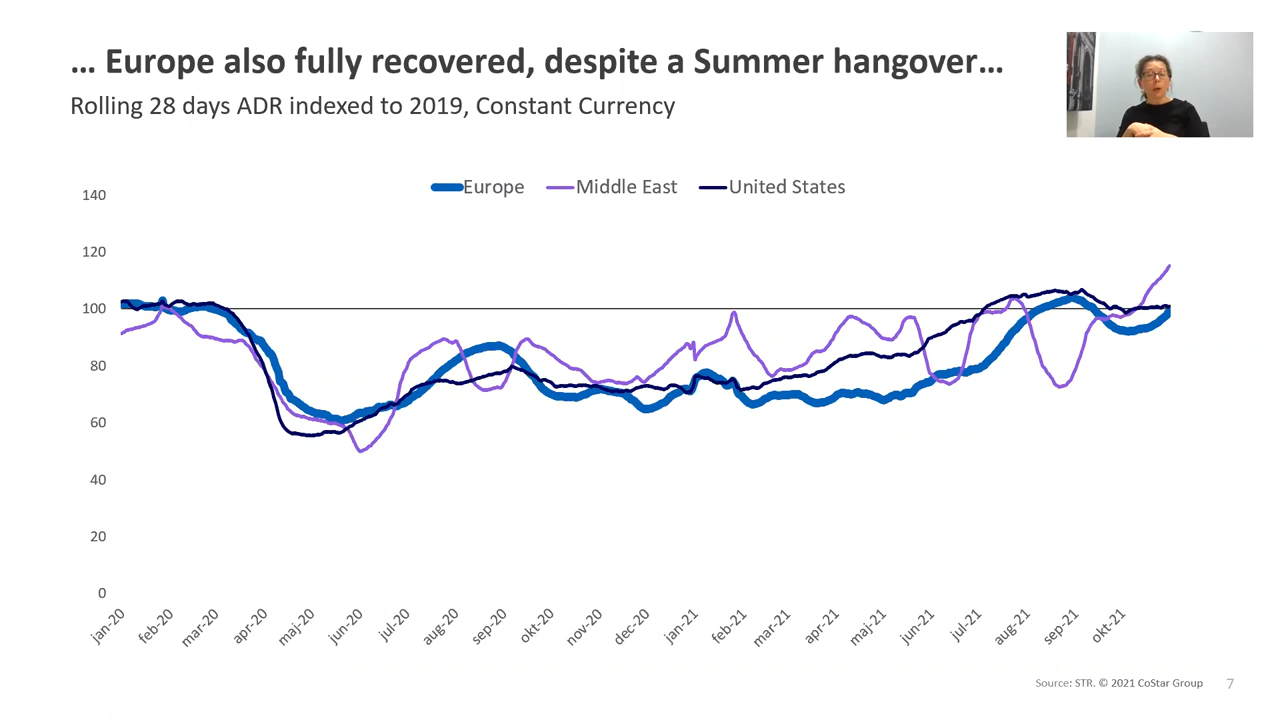 … Europe also fully recovered, despite a Summer hangover…
Rolling 28 days ADR indexed to 2019, Constant Currency
Europe Middle East United States
140
120
100
80
60
40
20
0
jan-20 feb-20 mar-20 apr-20 maj-20 jun-20 jul-20 aug-20 sep-20 okt-20 nov-20 dec-20 jan-21 feb-21 mar-21 apr-21 maj-21 jun-21 jul-21 aug-21 sep-21 okt-21
Source: STR. © 2021 CoStar Group 7